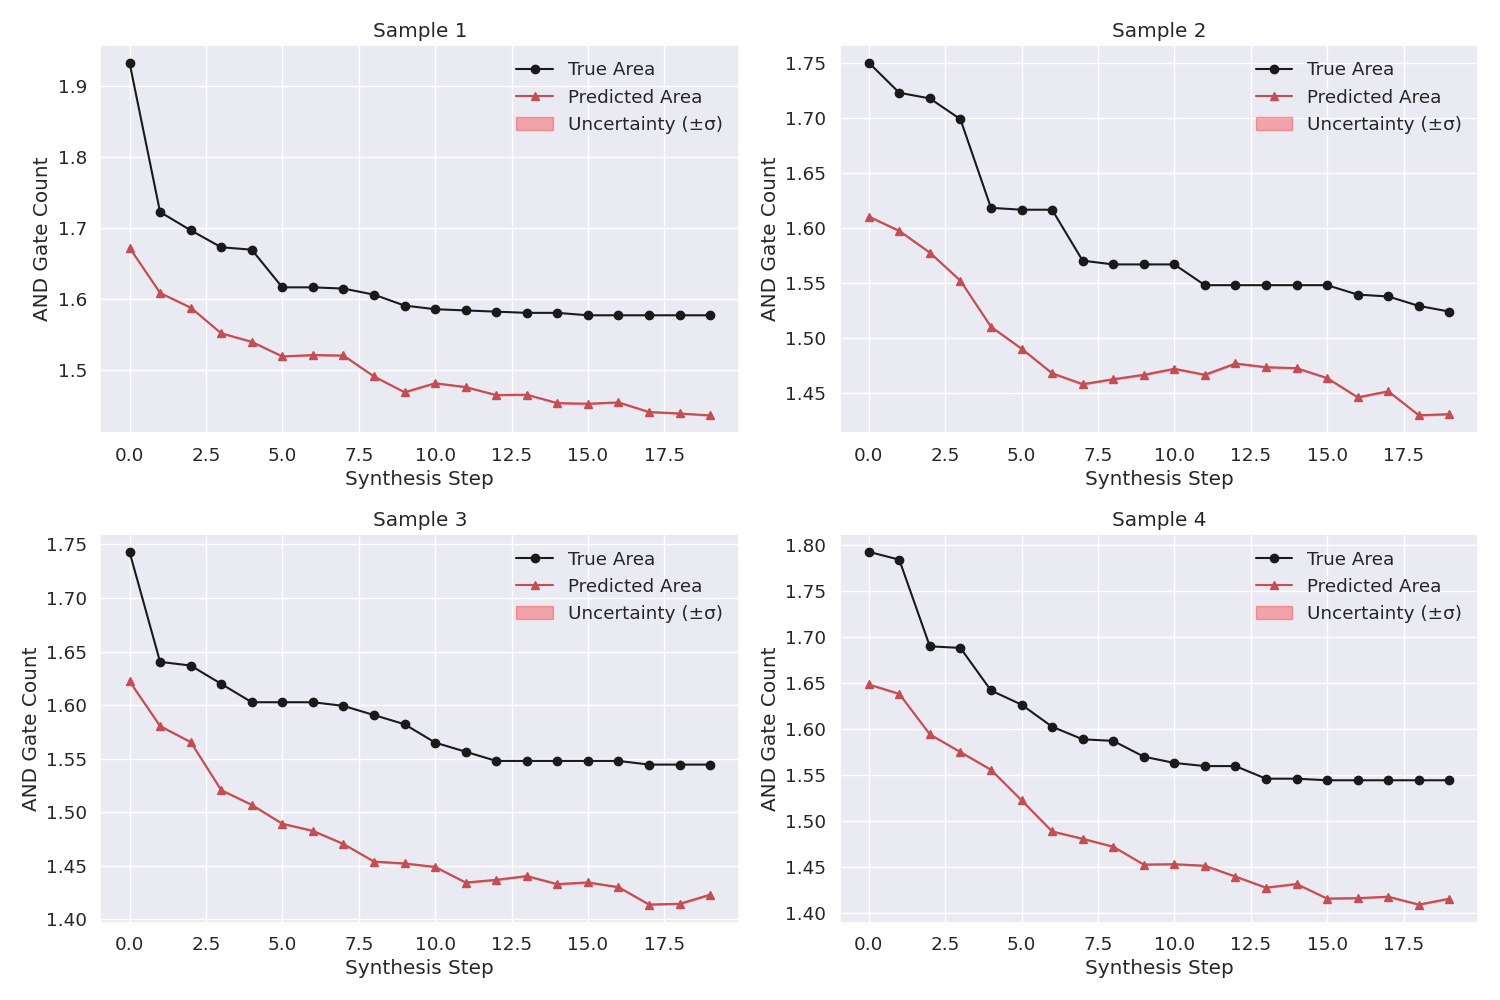 Sample 1
True Area
Predicted Area
Uncertainty (±σ)
AND Gate Count
1.9
1.8
1.7
1.6
1.5
0.0 2.5 5.0 7.5 10.0 12.5 15.0 17.5
Synthesis Step
Sample 2
True Area
Predicted Area
Uncertainty (±σ)
AND Gate Count
1.75
1.70
1.65
1.60
1.55
1.50
1.45
0.0 2.5 5.0 7.5 10.0 12.5 15.0 17.5
Synthesis Step
Sample 3
True Area
Predicted Area
Uncertainty (±σ)
AND Gate Count
1.75
1.70
1.65
1.60
1.55
1.50
1.45
1.40
0.0 2.5 5.0 7.5 10.0 12.5 15.0 17.5
Synthesis Step
Sample 4
True Area
Predicted Area
Uncertainty (±σ)
AND Gate Count
1.80
1.75
1.70
1.65
1.60
1.55
1.50
1.45
1.40
0.0 2.5 5.0 7.5 10.0 12.5 15.0 17.5
Synthesis Step